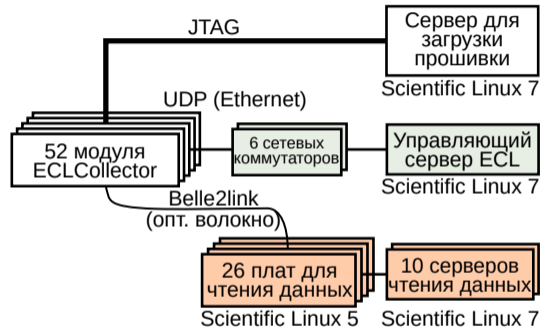 JTAG
Сервер для
загрузки
прошивки
Scientific Linux 7
UDP (Ethernet)
52 модуля
ECLCollector
6 сетевых
коммутаторов
Управляющий
сервер ECL
Scientific Linux 7
Belle2link
(опт. волокно)
26 плат для
чтения данных
Scientific Linux 5
10 серверов
чтения данных
Scientific Linux 7